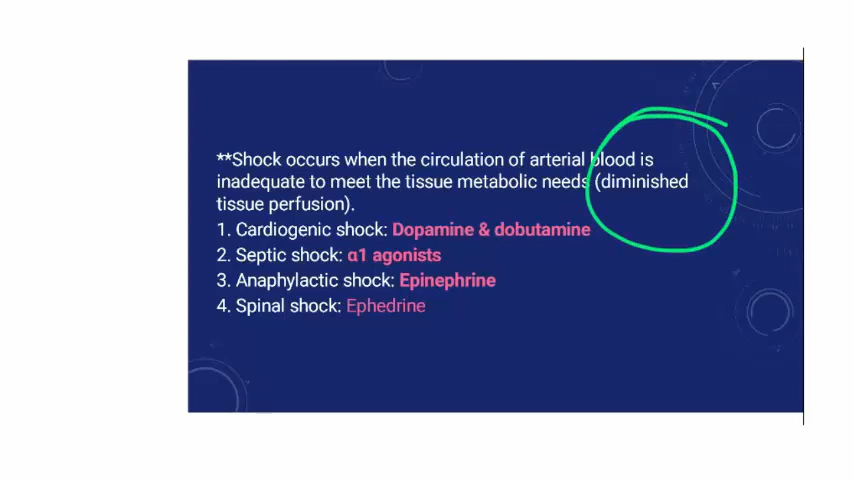 **Shock occurs when the circulation of arterial blood is
inadequate to meet the tissue metabolic needs (diminished
tissue perfusion).
1. Cardiogenic shock: Dopamine & dobutamine
2. Septic shock: α1 agonists
3. Anaphylactic shock: Epinephrine
4. Spinal shock: Ephedrine